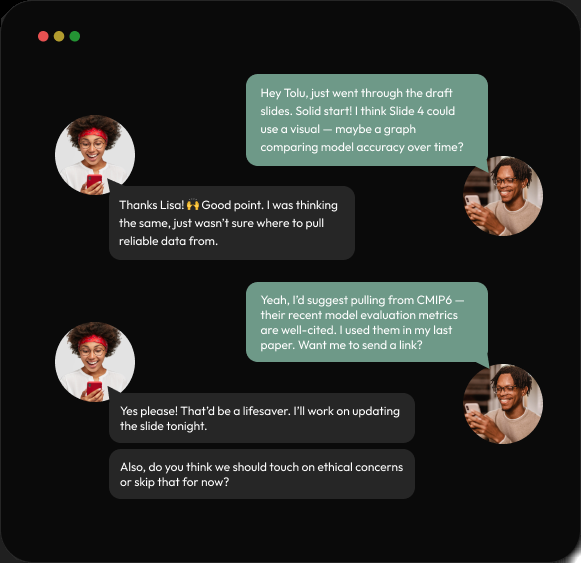 Hey Tolu, just went through the draft
slides. Solid start! I think Slide 4 could
use a visual — maybe a graph
comparing model accuracy over time?
Thanks Lisa! 🙌 Good point. I was thinking
the same, just wasn't sure where to pull
reliable data from.
Yeah, I'd suggest pulling from CMIP6 —
their recent model evaluation metrics
are well-cited. I used them in my last
paper. Want me to send a link?
Yes please! That'd be a lifesaver. I'll work on updating
the slide tonight.
Also, do you think we should touch on ethical concerns
or skip that for now?